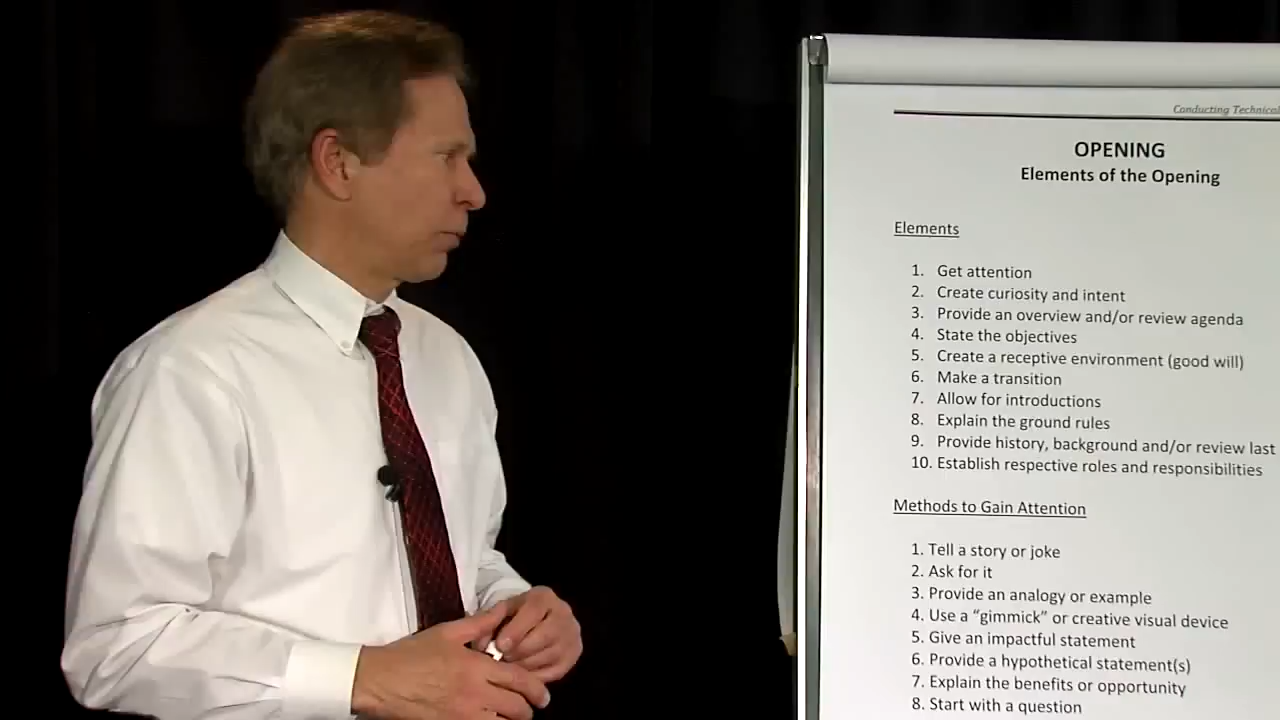 Conducting Technical
OPENING
Elements of the Opening
Elements
1. Get attention
2. Create curiosity and intent
3. Provide an overview and/or review agenda
4. State the objectives
5. Create a receptive environment (good will)
6. Make a transition
7. Allow for introductions
8. Explain the ground rules
9. Provide history, background and/or review last
10. Establish respective roles and responsibilities
Methods to Gain Attention
1. Tell a story or joke
2. Ask for it
3. Provide an analogy or example
4. Use a “gimmick” or creative visual device
5. Give an impactful statement
6. Provide a hypothetical statement(s)
7. Explain the benefits or opportunity
8. Start with a question